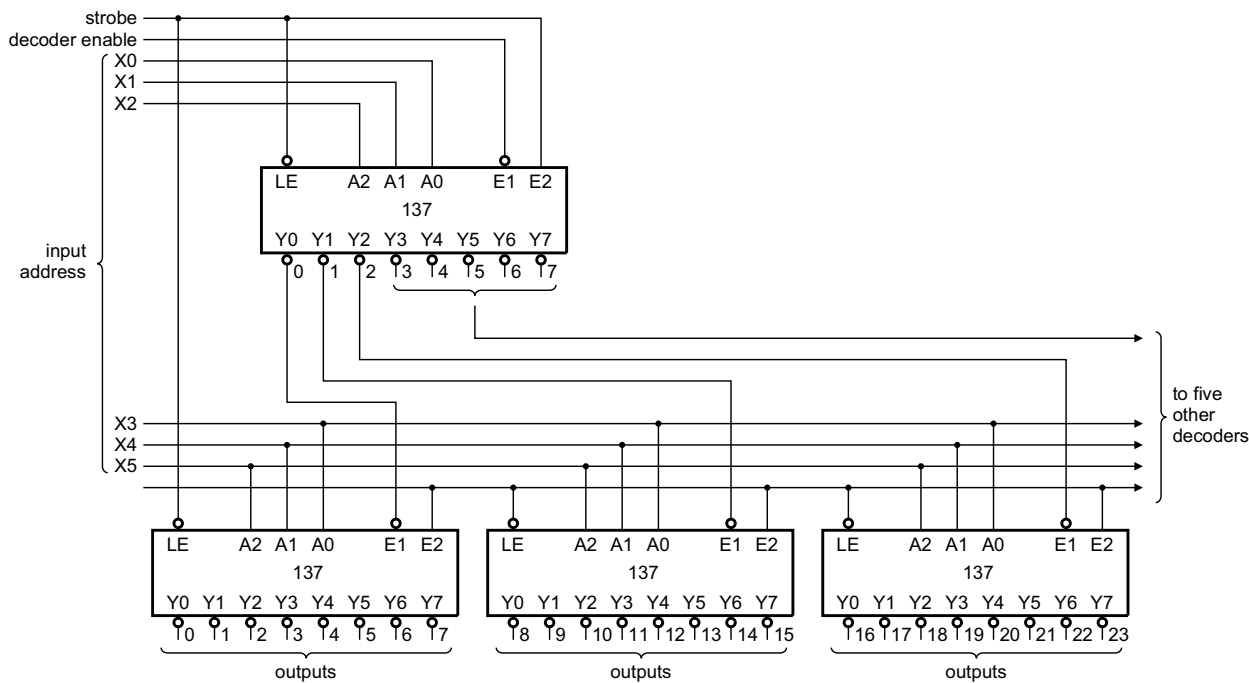 strobe
decoder enable
X0
X1
X2
LE A2 A1 A0 E1 E2
137
Y0 Y1 Y2 Y3 Y4 Y5 Y6 Y7
0 1 2 3 4 5 6 7
input
address
to five
other
decoders
X3
X4
X5
LE A2 A1 A0 E1 E2
137
Y0 Y1 Y2 Y3 Y4 Y5 Y6 Y7
0 1 2 3 4 5 6 7
outputs
LE A2 A1 A0 E1 E2
137
Y0 Y1 Y2 Y3 Y4 Y5 Y6 Y7
8 9 10 11 12 13 14 15
outputs
LE A2 A1 A0 E1 E2
137
Y0 Y1 Y2 Y3 Y4 Y5 Y6 Y7
16 17 18 19 20 21 22 23
outputs